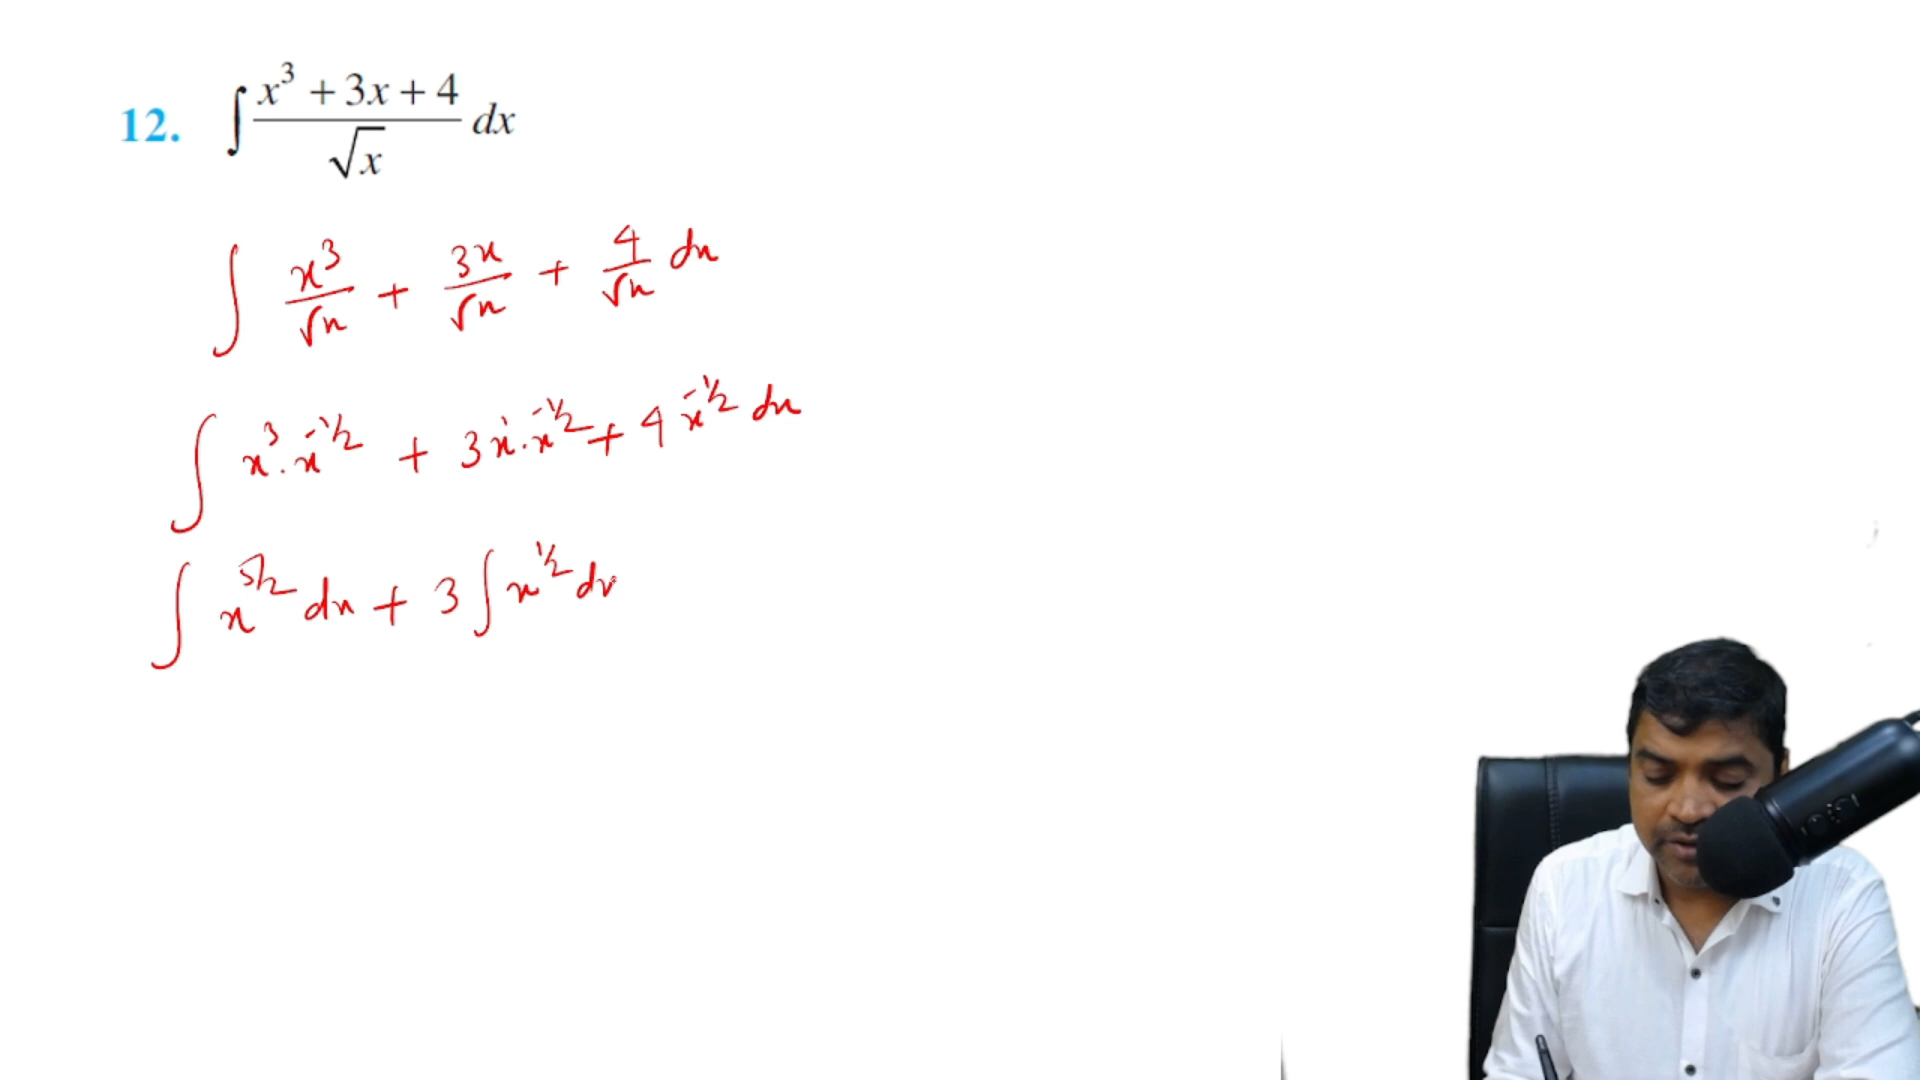 12. ∫ (x³ + 3x + 4)/√x dx
∫ x³/√x + 3x/√x + 4/√x dx
∫ x³·x^(-1/2) + 3x¹·x^(-1/2) + 4x^(-1/2) dx
∫ x^(5/2) dx + 3∫x^(1/2) dx